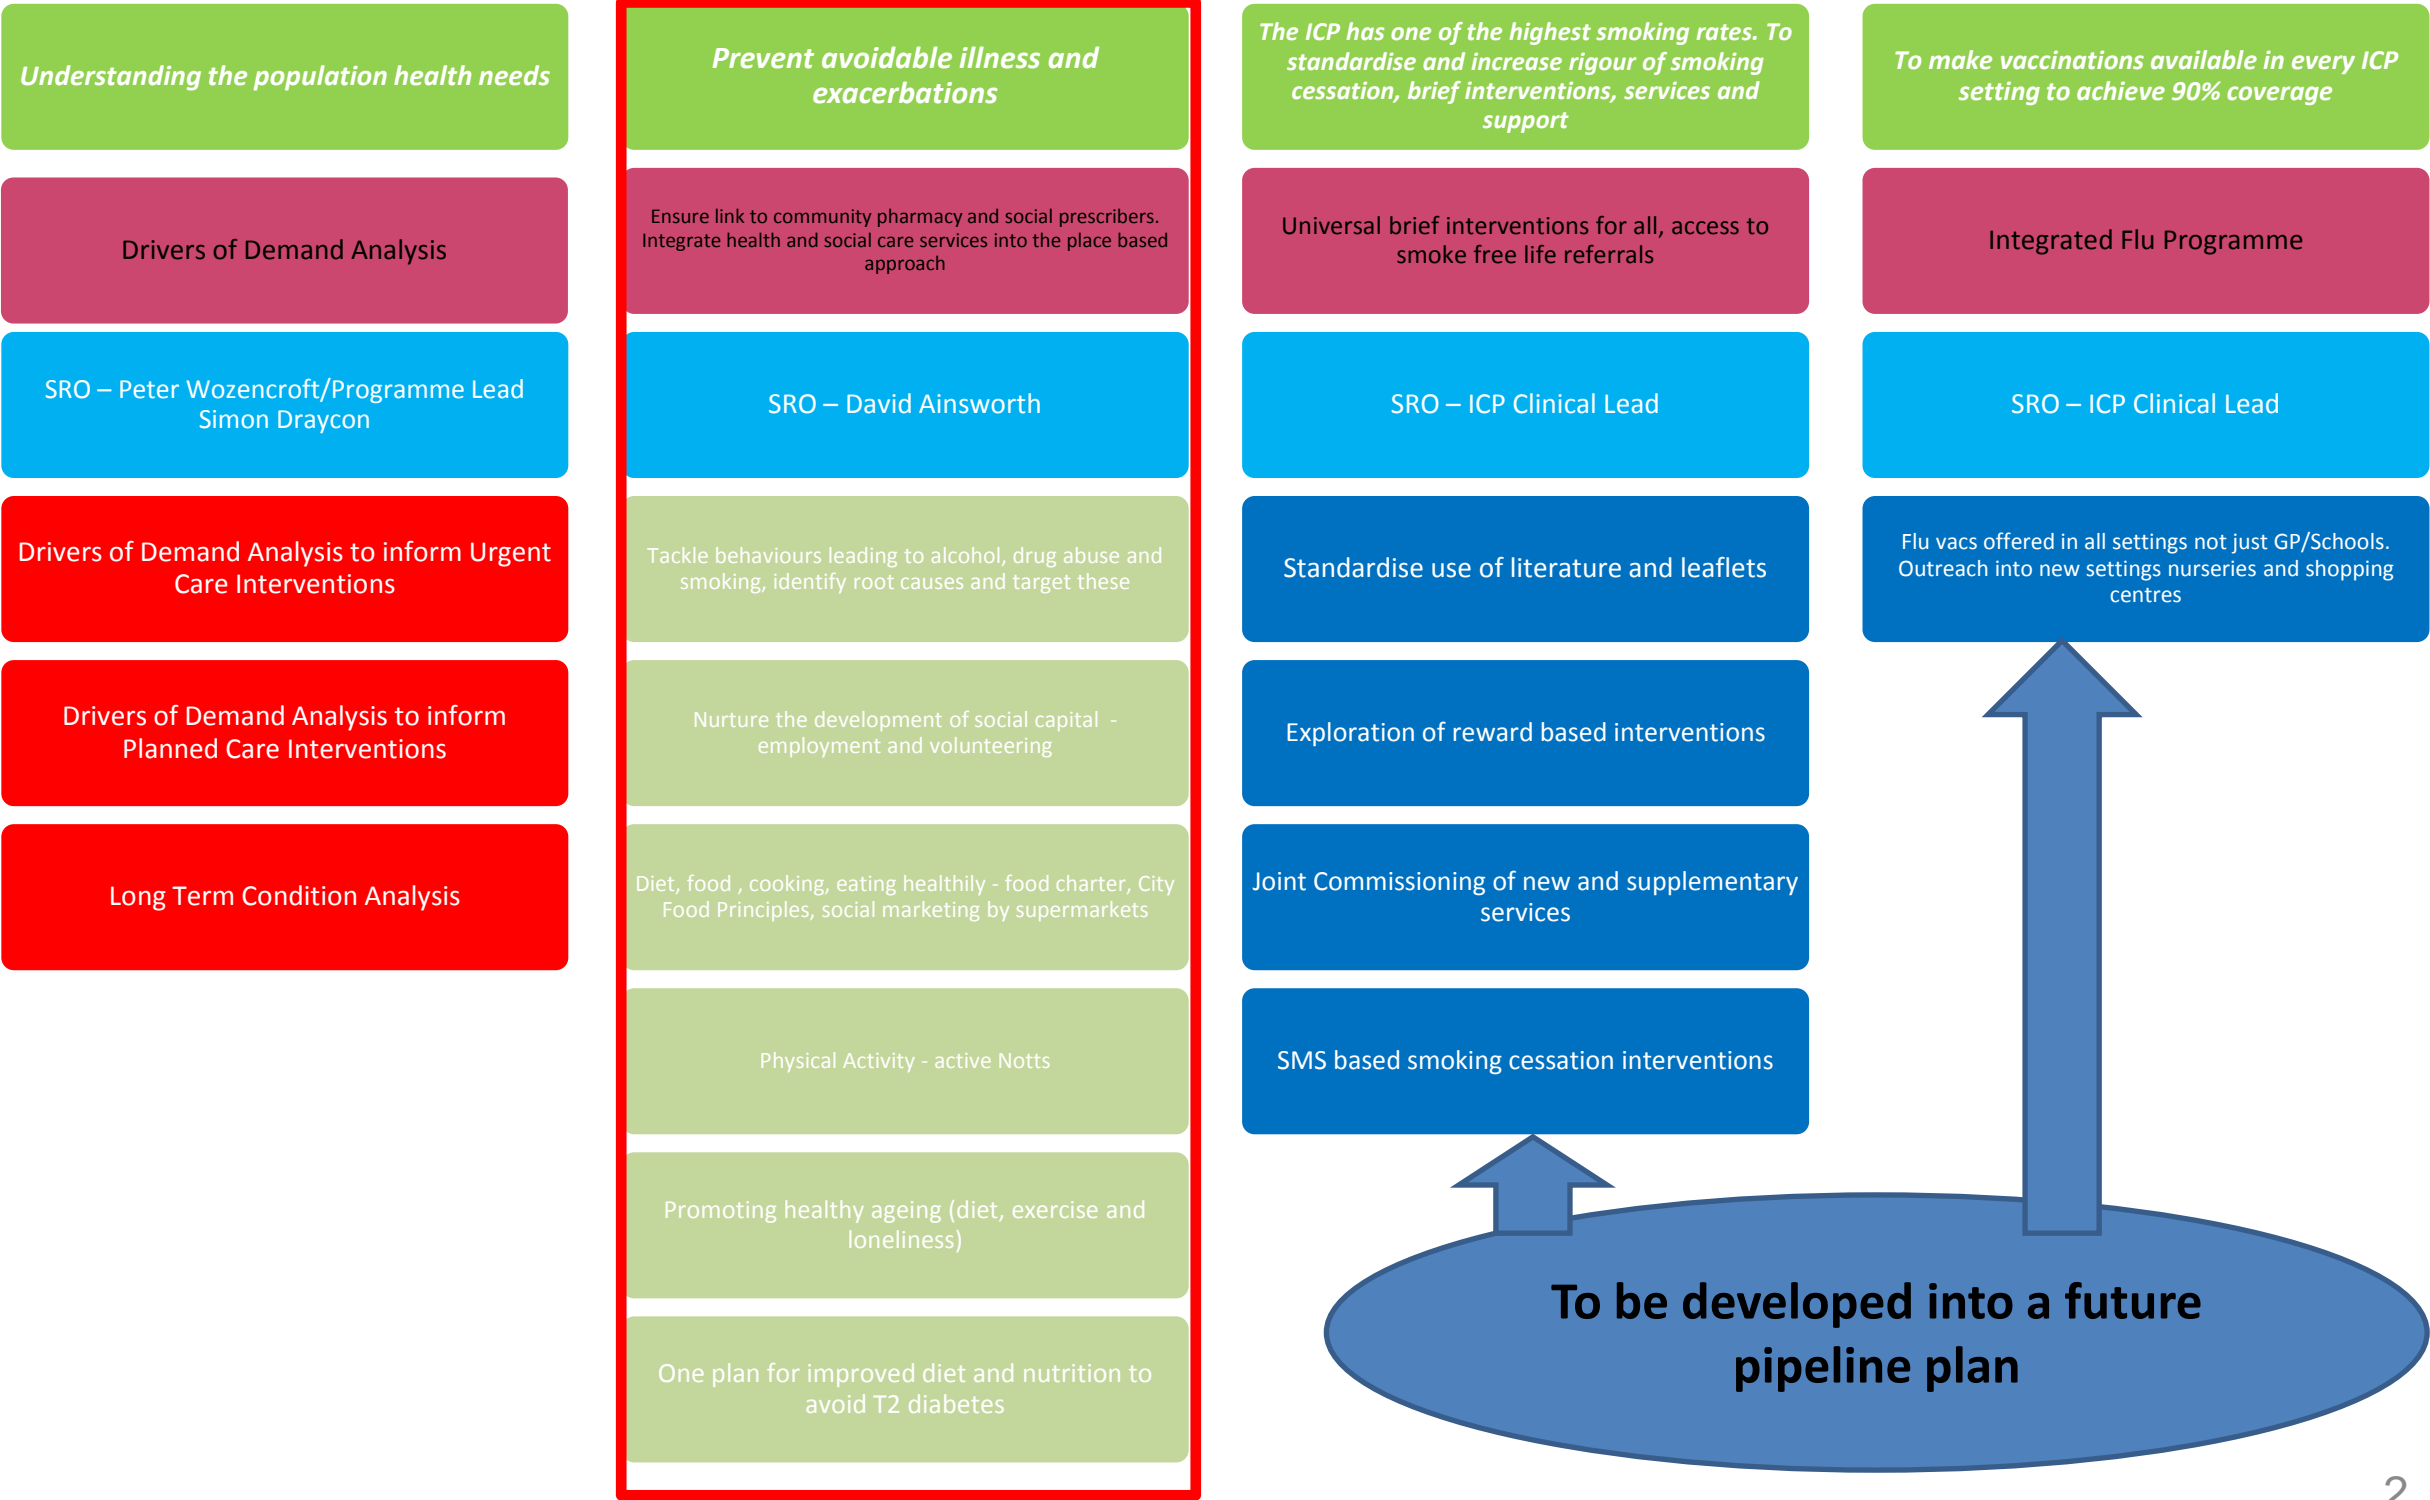 Understanding the population health needs
Drivers of Demand Analysis
SRO – Peter Wozencroft/Programme Lead
Simon Draycon
Drivers of Demand Analysis to inform Urgent
Care Interventions
Drivers of Demand Analysis to inform
Planned Care Interventions
Long Term Condition Analysis
Prevent avoidable illness and
exacerbations
Ensure link to community pharmacy and social prescribers.
Integrate health and social care services into the place based
approach
SRO – David Ainsworth
Tackle behaviours leading to alcohol, drug abuse and
smoking, identify root causes and target these
Nurture the development of social capital -
employment and volunteering
Diet, food , cooking, eating healthily - food charter, City
Food Principles, social marketing by supermarkets
Physical Activity - active Notts
Promoting healthy ageing (diet, exercise and
loneliness)
One plan for improved diet and nutrition to
avoid T2 diabetes
The ICP has one of the highest smoking rates. To
standardise and increase rigour of smoking
cessation, brief interventions, services and
support
Universal brief interventions for all, access to
smoke free life referrals
SRO – ICP Clinical Lead
Standardise use of literature and leaflets
Exploration of reward based interventions
Joint Commissioning of new and supplementary
services
SMS based smoking cessation interventions
To make vaccinations available in every ICP
setting to achieve 90% coverage
Integrated Flu Programme
SRO – ICP Clinical Lead
Flu vacs offered in all settings not just GP/Schools.
Outreach into new settings nurseries and shopping
centres
To be developed into a future
pipeline plan
2